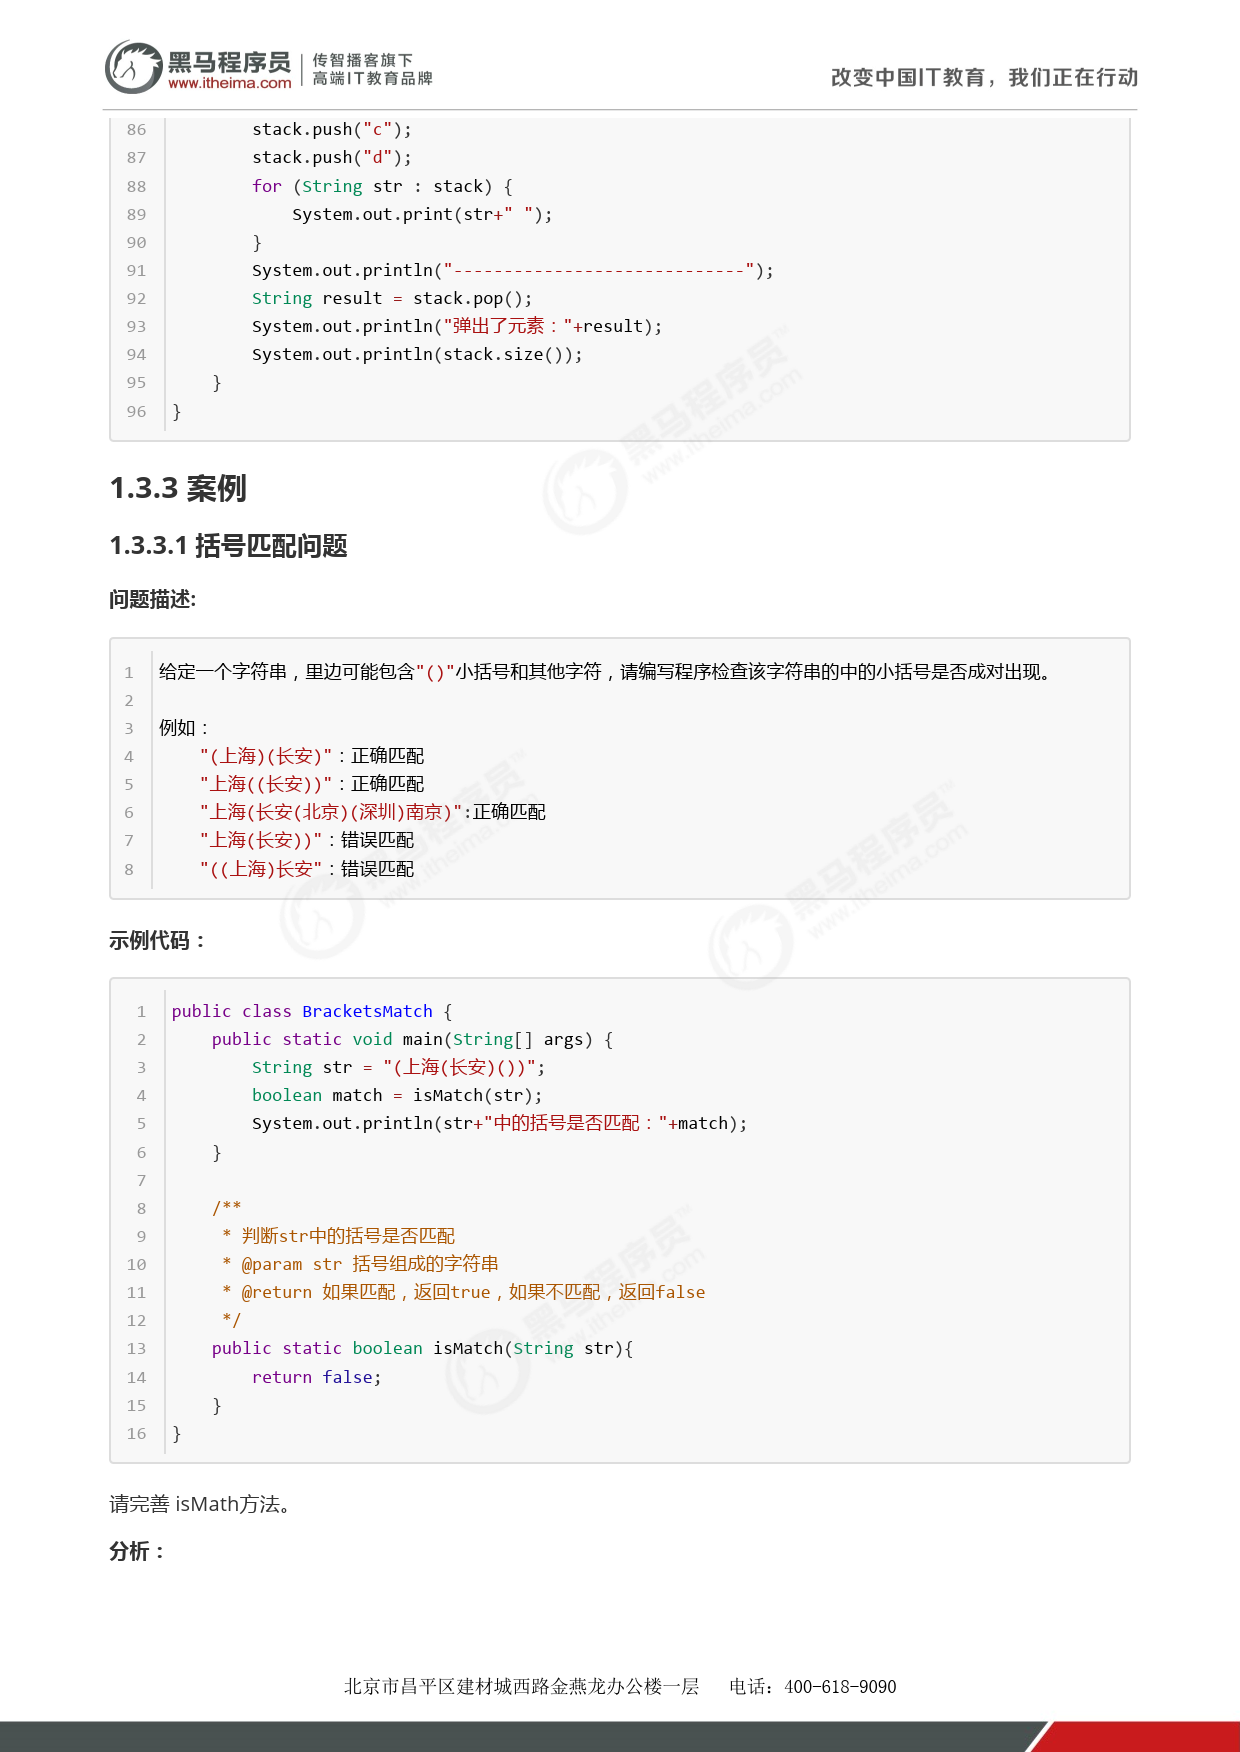 黑马程序员
www.itheima.com
传智播客旗下
高端IT教育品牌
改变中国IT教育，我们正在行动
86         stack.push("c");
87         stack.push("d");
88         for (String str : stack) {
89             System.out.print(str+" ");
90         }
91         System.out.println("-----------------------------");
92         String result = stack.pop();
93         System.out.println("弹出了元素："+result);
94         System.out.println(stack.size());
95     }
96 }
1.3.3 案例
1.3.3.1 括号匹配问题
问题描述:
1 给定一个字符串，里边可能包含"()"小括号和其他字符，请编写程序检查该字符串的中的小括号是否成对出现。
2
3 例如：
4     "(上海)(长安)"：正确匹配
5     "上海((长安))"：正确匹配
6     "上海(长安(北京)(深圳)南京)":正确匹配
7     "上海(长安))"：错误匹配
8     "((上海)长安"：错误匹配
示例代码：
1 public class BracketsMatch {
2     public static void main(String[] args) {
3         String str = "(上海(长安)())";
4         boolean match = isMatch(str);
5         System.out.println(str+"中的括号是否匹配："+match);
6     }
7
8     /**
9      * 判断str中的括号是否匹配
10      * @param str 括号组成的字符串
11      * @return 如果匹配，返回true，如果不匹配，返回false
12      */
13     public static boolean isMatch(String str){
14         return false;
15     }
16 }
请完善 isMath方法。
分析：
北京市昌平区建材城西路金燕龙办公楼一层 电话：400-618-9090